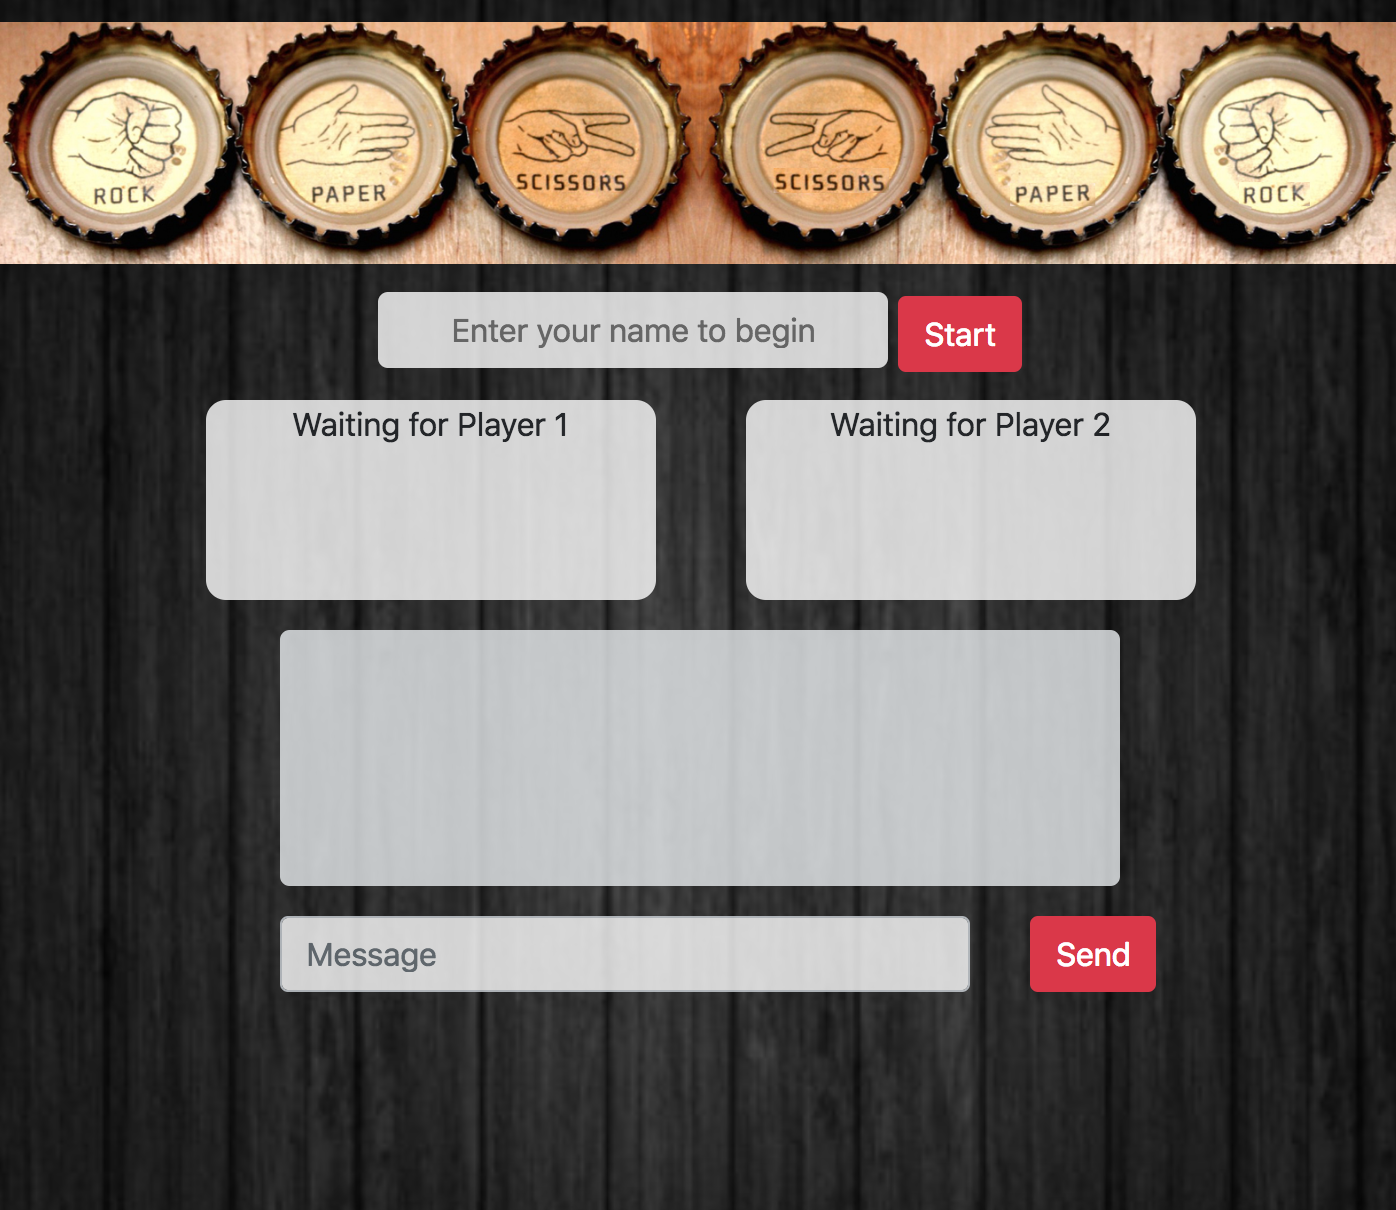 ROCK
PAPER
SCISSORS
SCISSORS
PAPER
ROCK
Enter your name to begin
Start
Waiting for Player 1
Waiting for Player 2
Message
Send